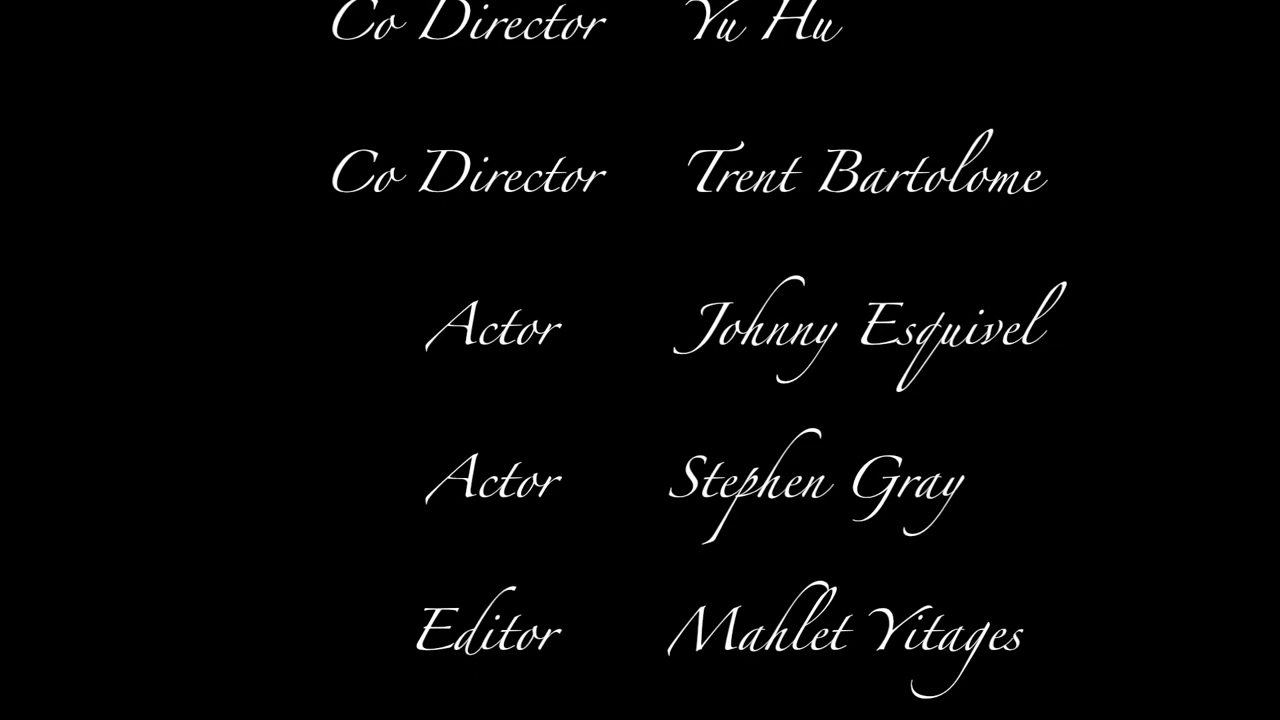 Co Director Yu Hu
Co Director Trent Bartolome
Actor Johnny Esquivel
Actor Stephen Gray
Editor Mahlet Yitages